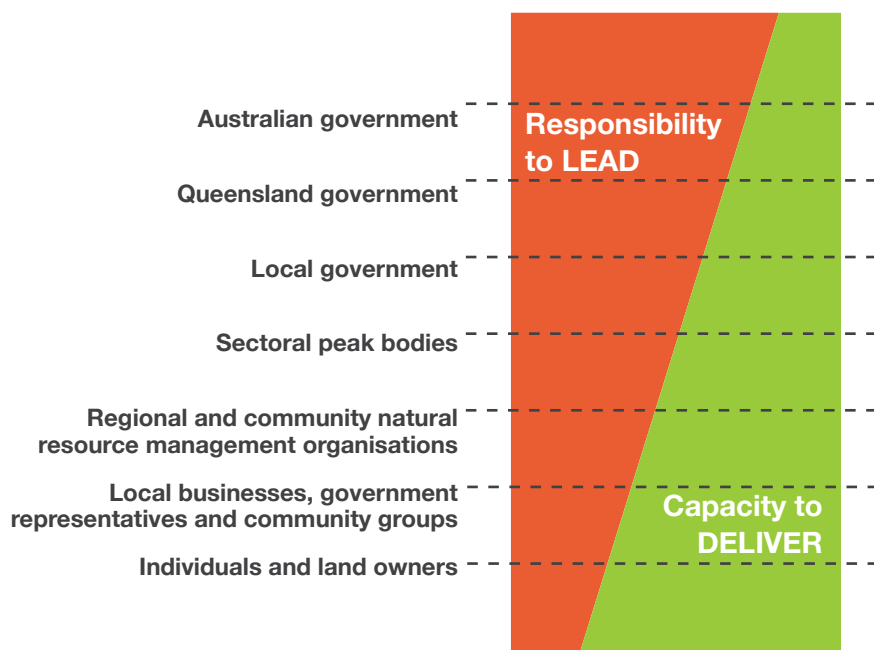 Australian government
Responsibility
to LEAD
Queensland government
Local government
Sectoral peak bodies
Regional and community natural
resource management organisations
Local businesses, government
representatives and community groups
Capacity to
DELIVER
Individuals and land owners